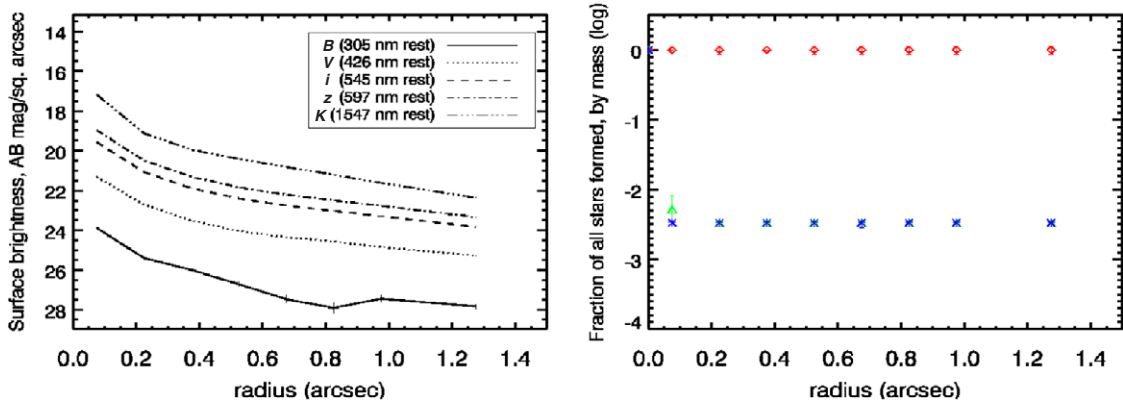 Surface brightness, AB mag/sq. arcsec
14
16
18
20
22
24
26
28
B (305 nm rest)
V (426 nm rest)
i (545 nm rest)
z (597 nm rest)
K (1547 nm rest)
0.0 0.2 0.4 0.6 0.8 1.0 1.2 1.4
radius (arcsec)
Fraction of all stars formed, by mass (log)
0
-1
-2
-3
-4
0.0 0.2 0.4 0.6 0.8 1.0 1.2 1.4
radius (arcsec)